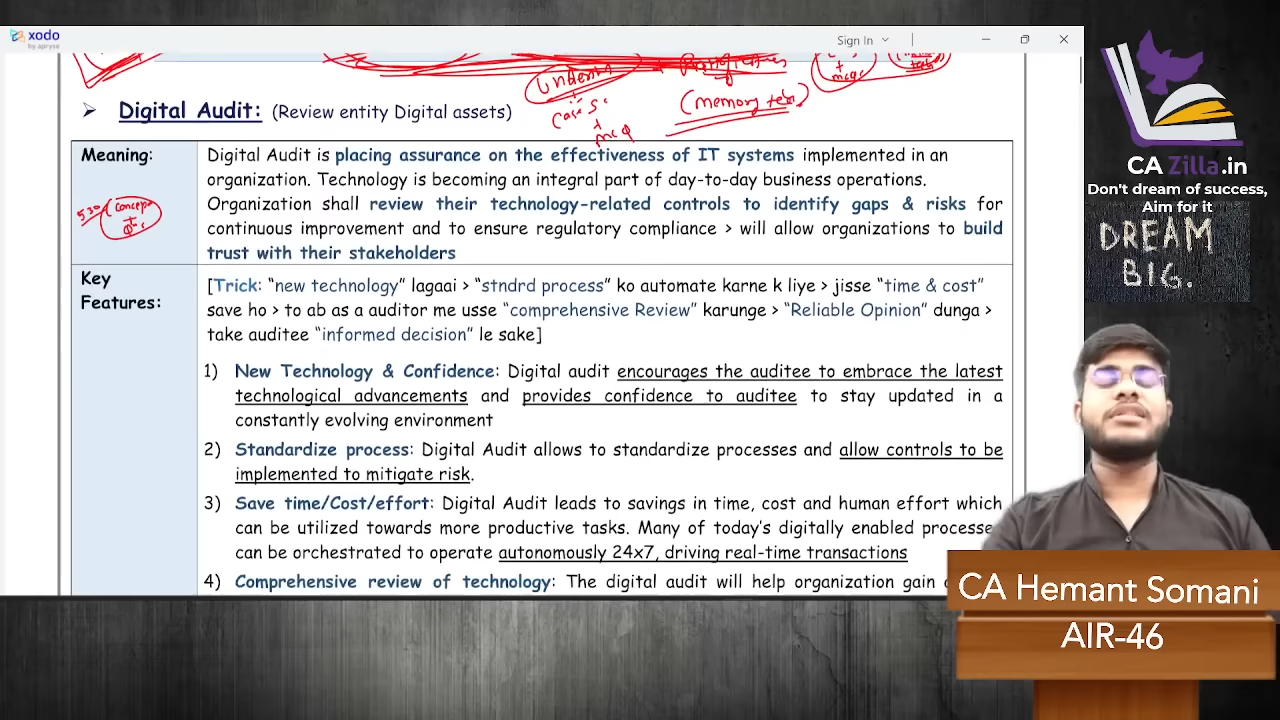 xodo
by apryse
Sign In
(memory
Case
+
mcq
Digital Audit: (Review entity Digital assets)
Meaning:
Digital Audit is placing assurance on the effectiveness of IT systems implemented in an
organization. Technology is becoming an integral part of day-to-day business operations.
Organization shall review their technology-related controls to identify gaps & risks for
continuous improvement and to ensure regulatory compliance > will allow organizations to build
trust with their stakeholders
Key
Features:
[Trick: “new technology” lagaai > “stndrd process” ko automate karne k liye > jisse “time & cost”
save ho > to ab as a auditor me usse “comprehensive Review” karunge > “Reliable Opinion” dunga >
take auditee “informed decision” le sake]
1) New Technology & Confidence: Digital audit encourages the auditee to embrace the latest
technological advancements and provides confidence to auditee to stay updated in a
constantly evolving environment
2) Standardize process: Digital Audit allows to standardize processes and allow controls to be
implemented to mitigate risk.
3) Save time/Cost/effort: Digital Audit leads to savings in time, cost and human effort which
can be utilized towards more productive tasks. Many of today’s digitally enabled processe
can be orchestrated to operate autonomously 24x7, driving real-time transactions
4) Comprehensive review of technology: The digital audit will help organization gain
CA Zilla.in
Don't dream of success,
Aim for it
DREAM
BIG.
CA Hemant Somani
AIR-46